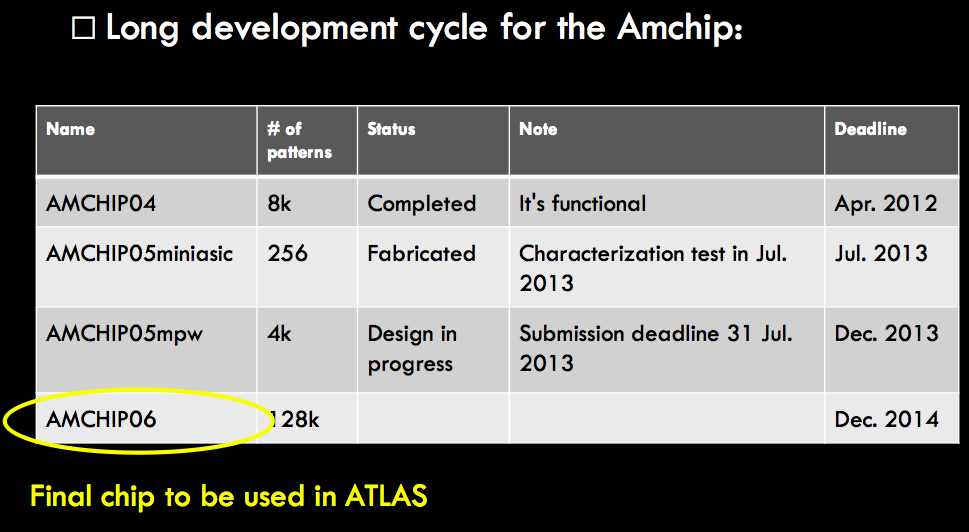 □ Long development cycle for the Amchip:
Name # of patterns Status Note Deadline
AMCHIP04 8k Completed It's functional Apr. 2012
AMCHIP05miniasic 256 Fabricated Characterization test in Jul. 2013 Jul. 2013
AMCHIP05mpw 4k Design in progress Submission deadline 31 Jul. 2013 Dec. 2013
AMCHIP06 128k Dec. 2014
Final chip to be used in ATLAS